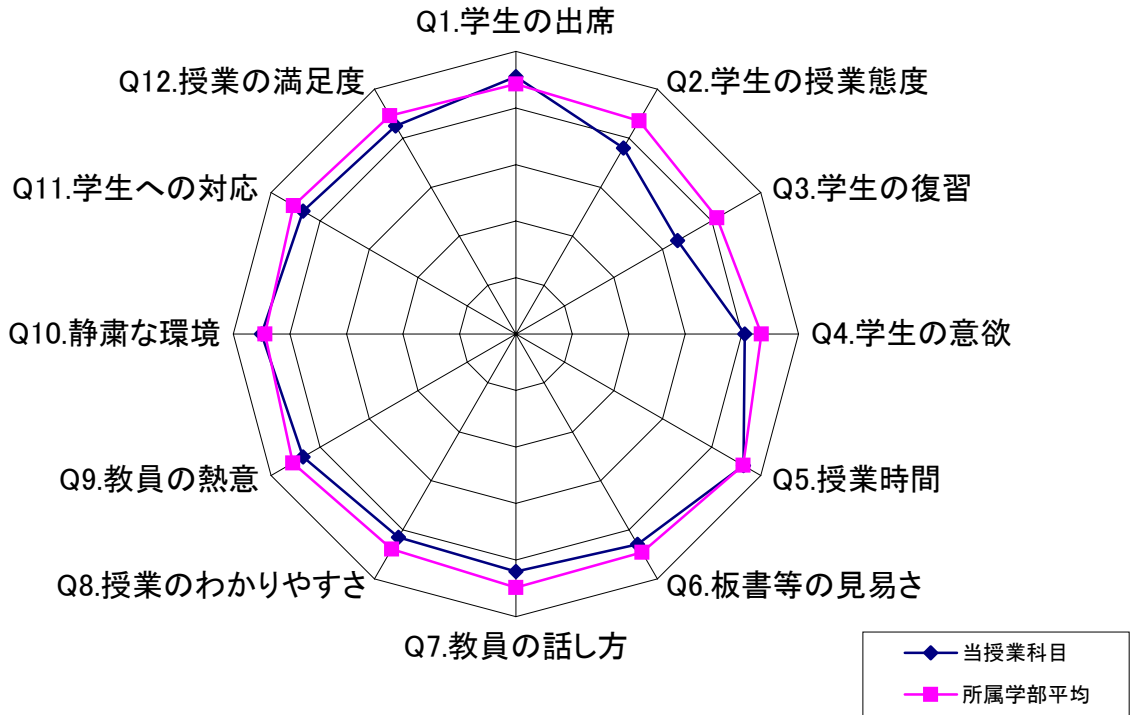 Q1.学生の出席
Q2.学生の授業態度
Q3.学生の復習
Q4.学生の意欲
Q5.授業時間
Q6.板書等の見易さ
Q7.教員の話し方
Q8.授業のわかりやすさ
Q9.教員の熱意
Q10.静粛な環境
Q11.学生への対応
Q12.授業の満足度
当授業科目
所属学部平均